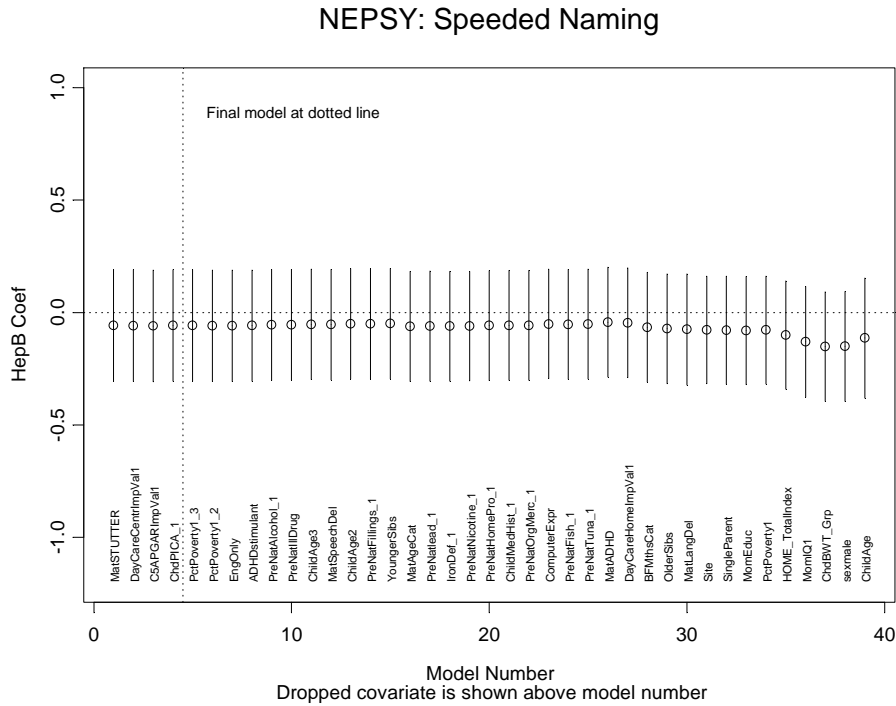 NEPSY: Speeded Naming
HepB Coef
1.0
0.5
0.0
-0.5
-1.0
Final model at dotted line
MatSTUTTER
DayCareCentrImpVal1
C5APGARImpVal1
ChdPICA_1
PctPoverty1_3
PctPoverty1_2
EngOnly
ADHDstimulant
PreNatAlcohol_1
PreNatIllDrug
ChildAge3
MatSpeechDel
ChildAge2
PreNatFillings_1
YoungerSibs
MatAgeCat
PreNatlead_1
IronDef_1
PreNatNicotine_1
PreNatHomePro_1
ChildMedHist_1
PreNatOrgMerc_1
ComputerExpr
PreNatFish_1
PreNatTuna_1
MatADHD
DayCareHomeImpVal1
BFMthsCat
OlderSibs
MatLangDel
Site
SingleParent
MomEduc
PctPoverty1
HOME_TotalIndex
MomIQ1
ChdBWT_Grp
sexmale
ChildAge
0 10 20 30 40
Model Number
Dropped covariate is shown above model number